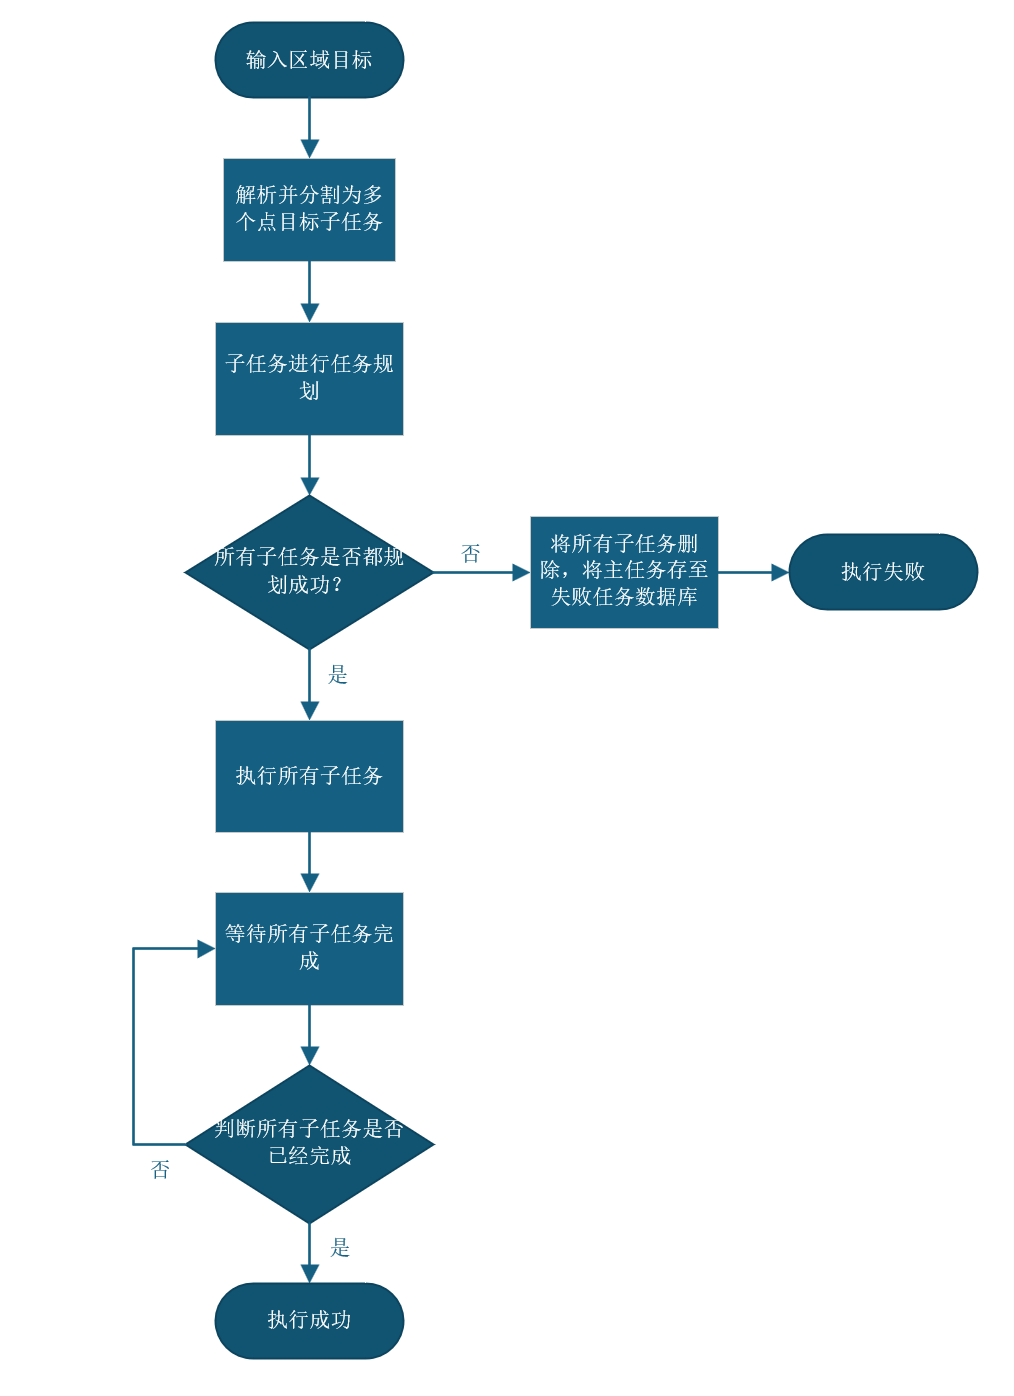 输入区域目标
解析并分割为多
个点目标子任务
子任务进行任务规
划
所有子任务是否都规
划成功？
否
将所有子任务删
除，将主任务存至
失败任务数据库
执行失败
是
执行所有子任务
等待所有子任务完
成
判断所有子任务是否
已经完成
否
是
执行成功